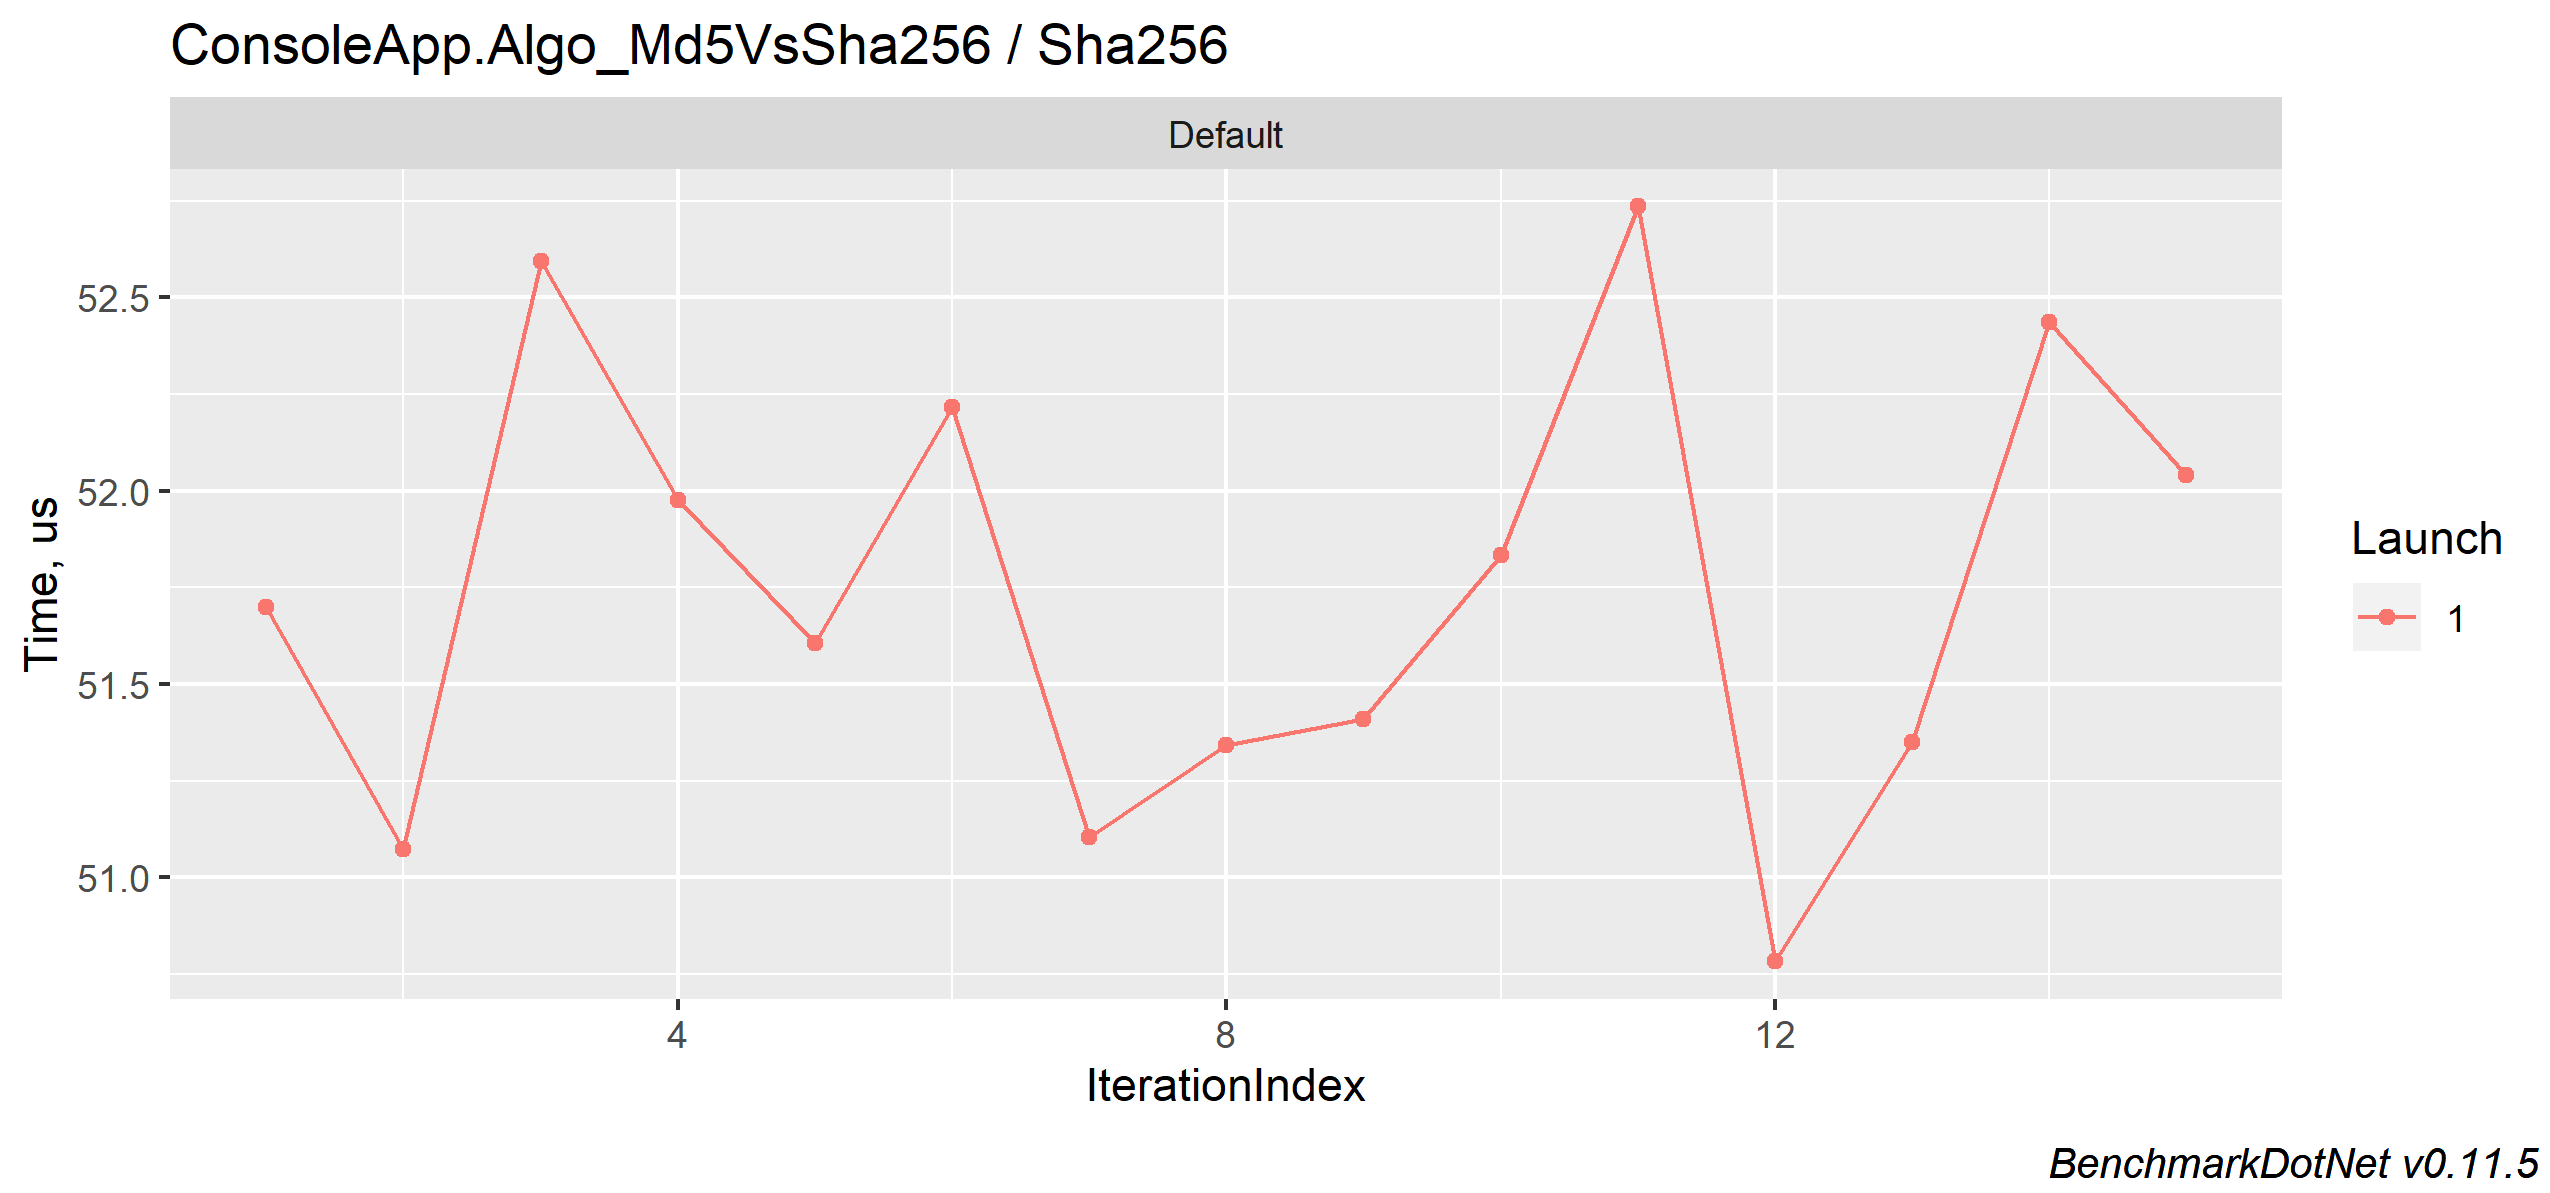 ConsoleApp.Algo_Md5VsSha256 / Sha256
Default
52.5
52.0
51.5
51.0
Time, us
4 8 12
IterationIndex
Launch
1
BenchmarkDotNet v0.11.5